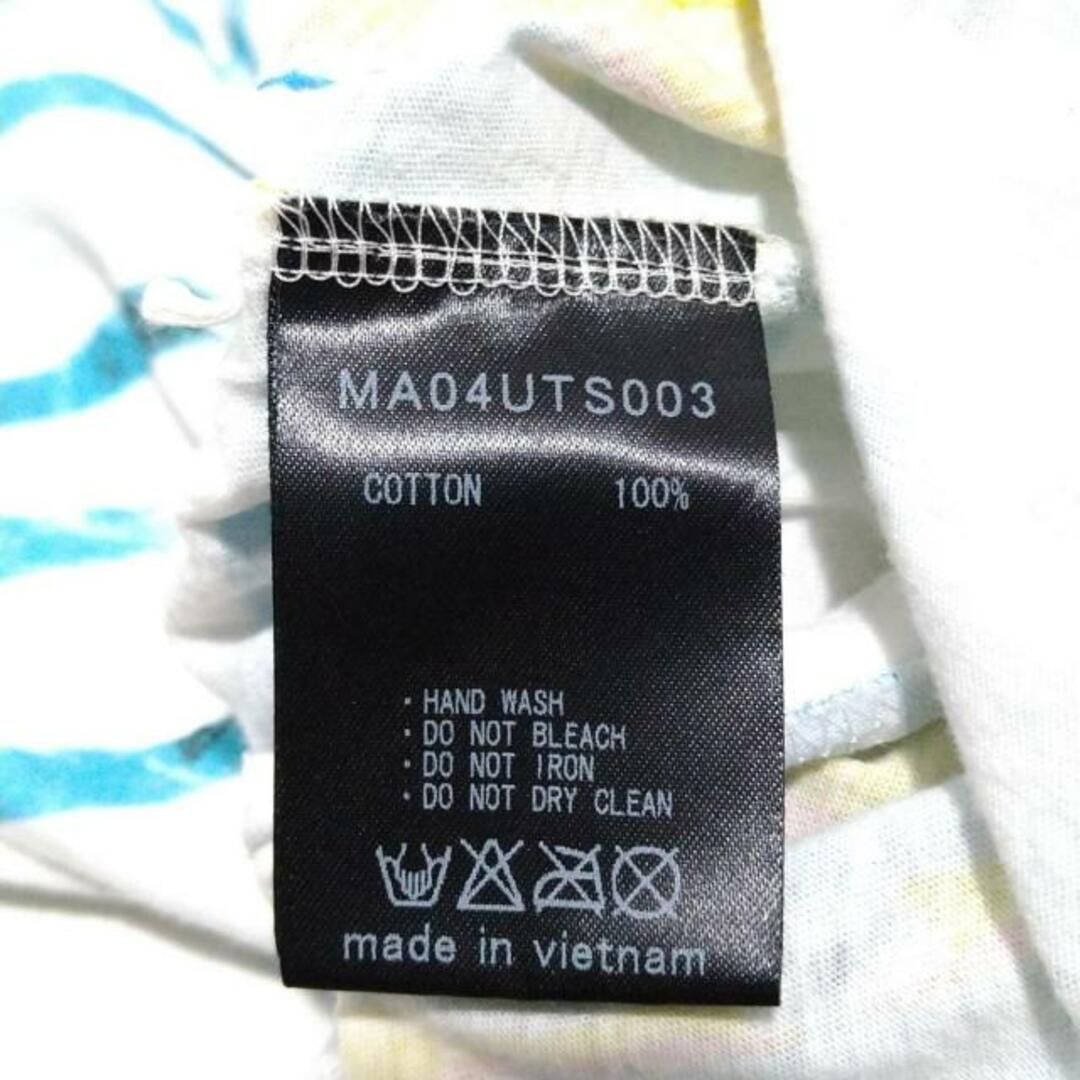 MA04UTS003
COTTON 100%
・HAND WASH
・DO NOT BLEACH
・DO NOT IRON
・DO NOT DRY CLEAN
made in vietnam